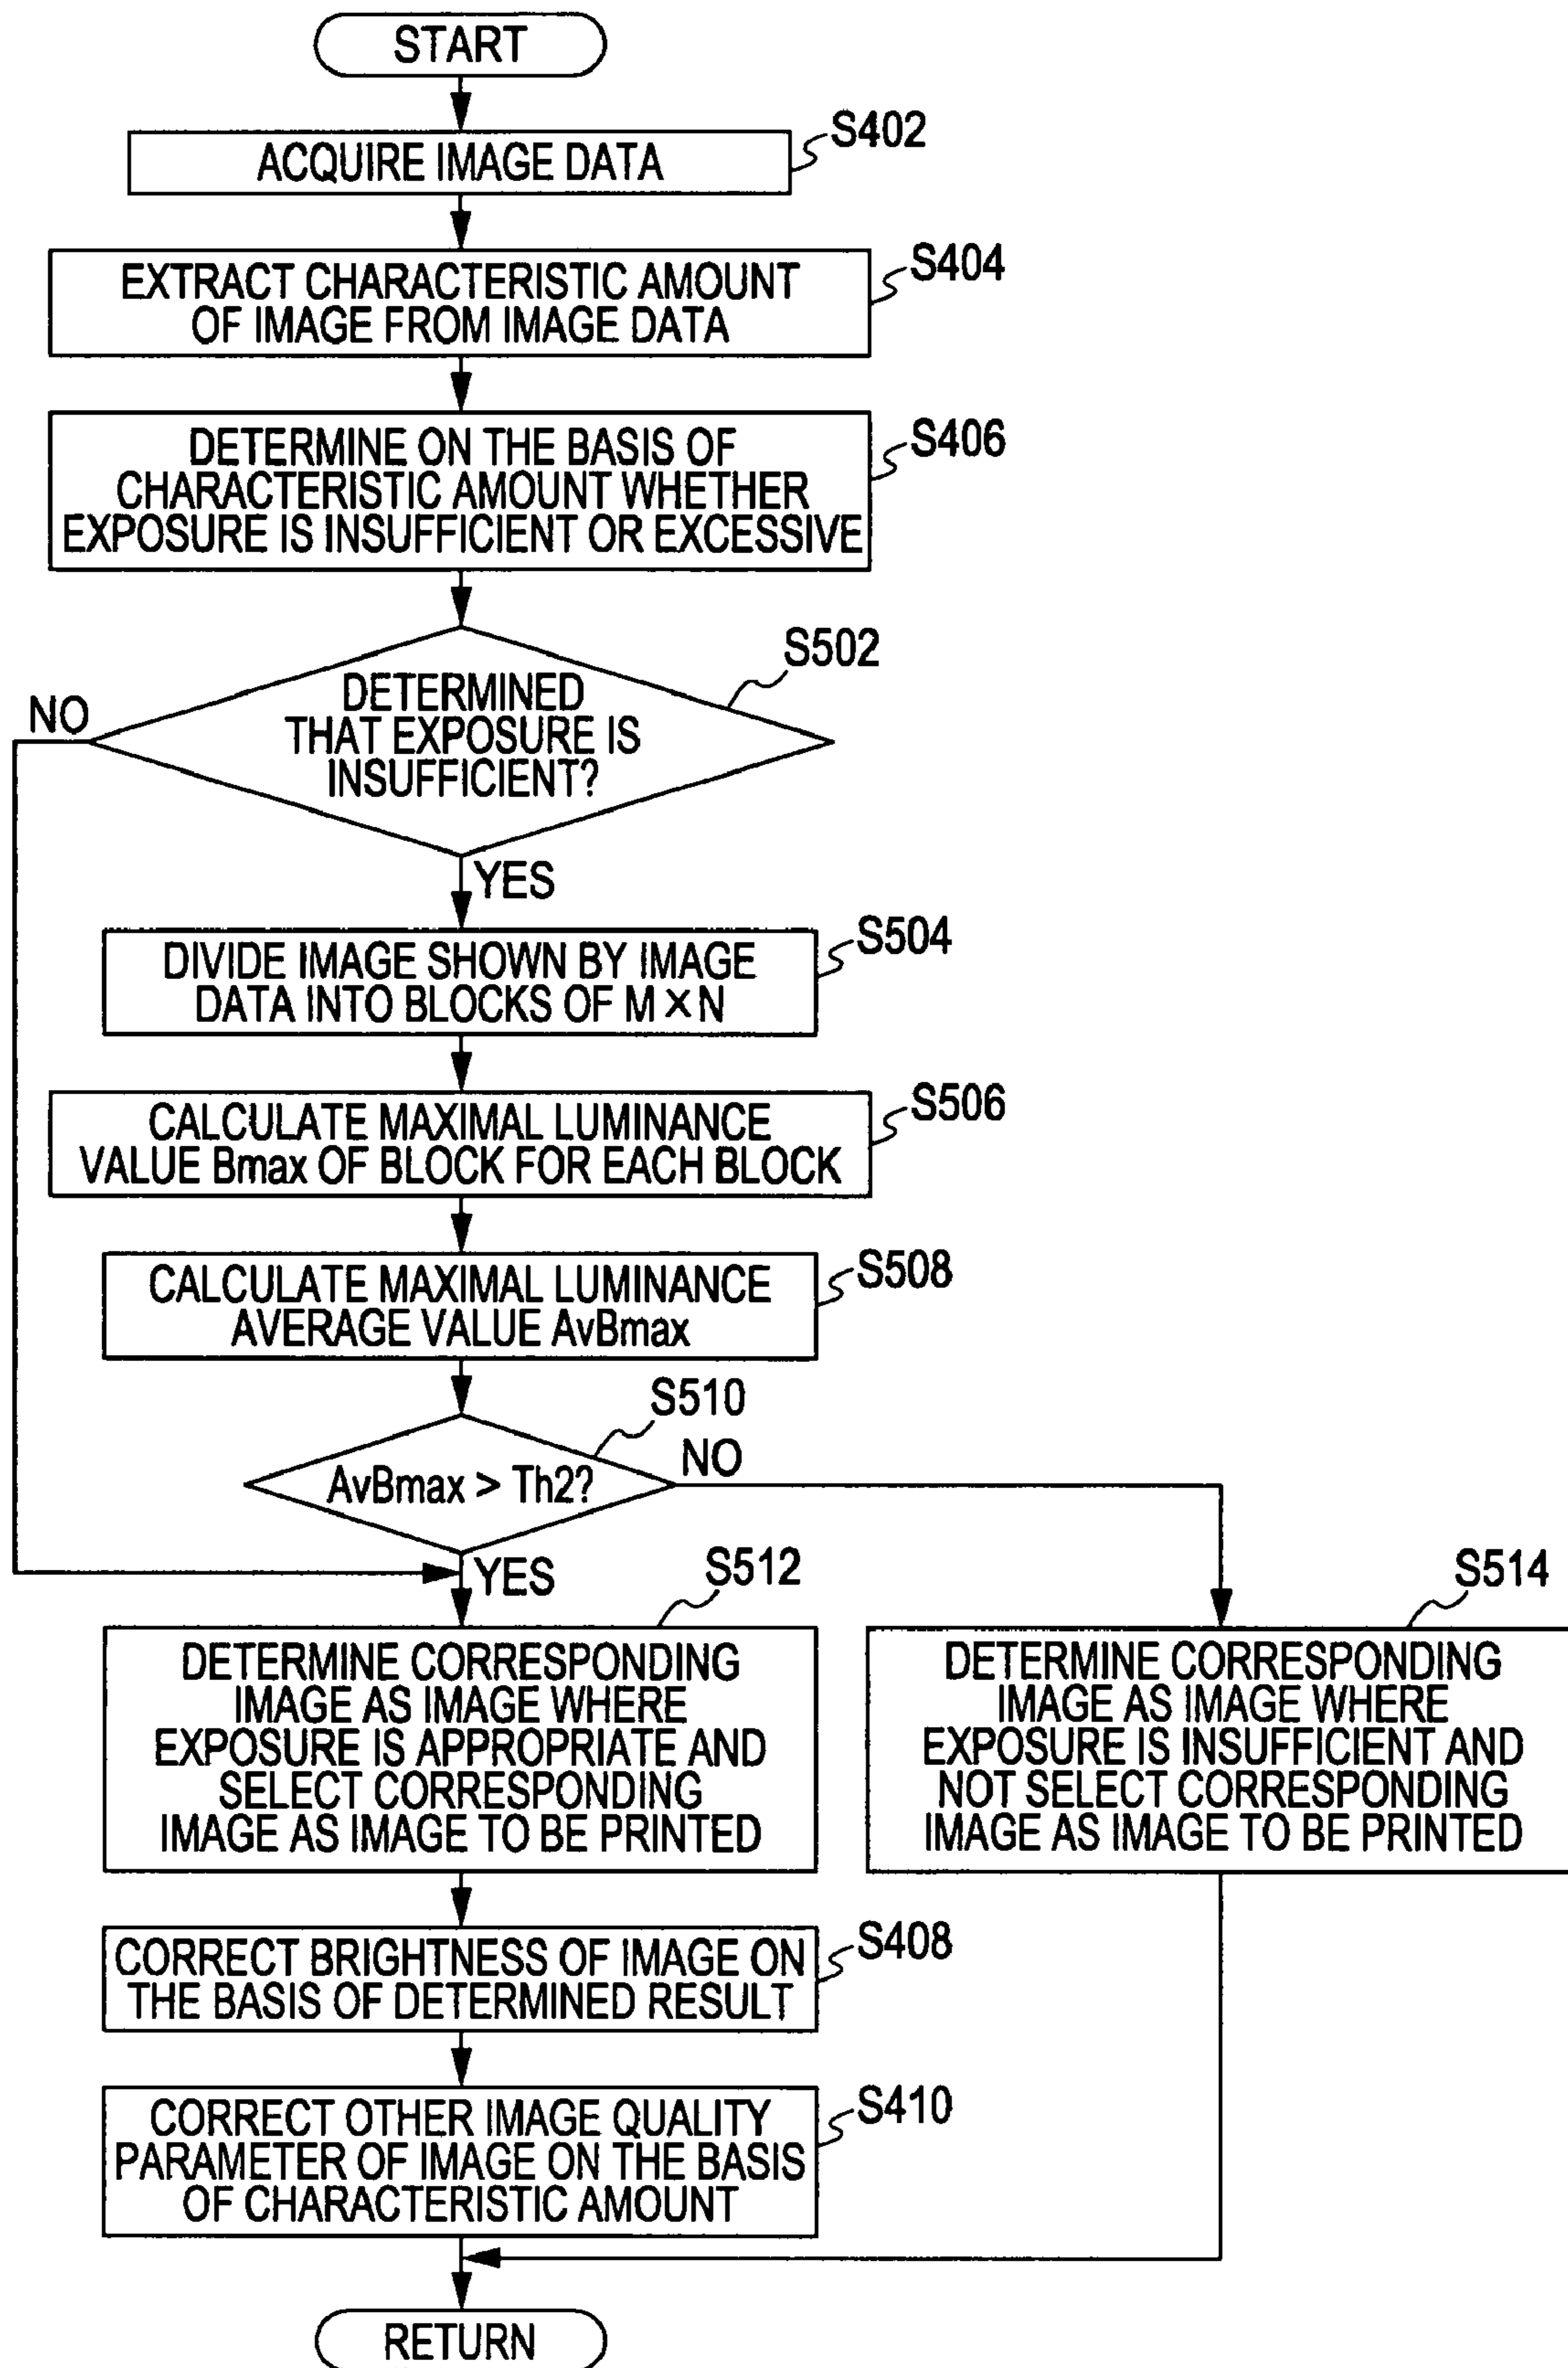 START
ACQUIRE IMAGE DATA
S402
EXTRACT CHARACTERISTIC AMOUNT
OF IMAGE FROM IMAGE DATA
S404
DETERMINE ON THE BASIS OF
CHARACTERISTIC AMOUNT WHETHER
EXPOSURE IS INSUFFICIENT OR EXCESSIVE
S406
DETERMINED
THAT EXPOSURE IS
INSUFFICIENT?
S502
NO
YES
DIVIDE IMAGE SHOWN BY IMAGE
DATA INTO BLOCKS OF M × N
S504
CALCULATE MAXIMAL LUMINANCE
VALUE Bmax OF BLOCK FOR EACH BLOCK
S506
CALCULATE MAXIMAL LUMINANCE
AVERAGE VALUE AvBmax
S508
AvBmax > Th2?
S510
NO
YES
DETERMINE CORRESPONDING
IMAGE AS IMAGE WHERE
EXPOSURE IS APPROPRIATE AND
SELECT CORRESPONDING
IMAGE AS IMAGE TO BE PRINTED
S512
DETERMINE CORRESPONDING
IMAGE AS IMAGE WHERE
EXPOSURE IS INSUFFICIENT AND
NOT SELECT CORRESPONDING
IMAGE AS IMAGE TO BE PRINTED
S514
CORRECT BRIGHTNESS OF IMAGE ON
THE BASIS OF DETERMINED RESULT
S408
CORRECT OTHER IMAGE QUALITY
PARAMETER OF IMAGE ON THE BASIS
OF CHARACTERISTIC AMOUNT
S410
RETURN